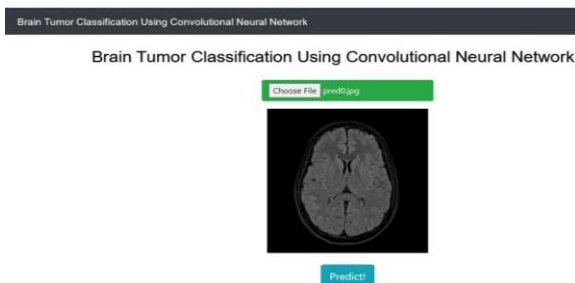 Brain Tumor Classification Using Convolutional Neural Network
Brain Tumor Classification Using Convolutional Neural Network
Choose File pred0.jpg
Predict!